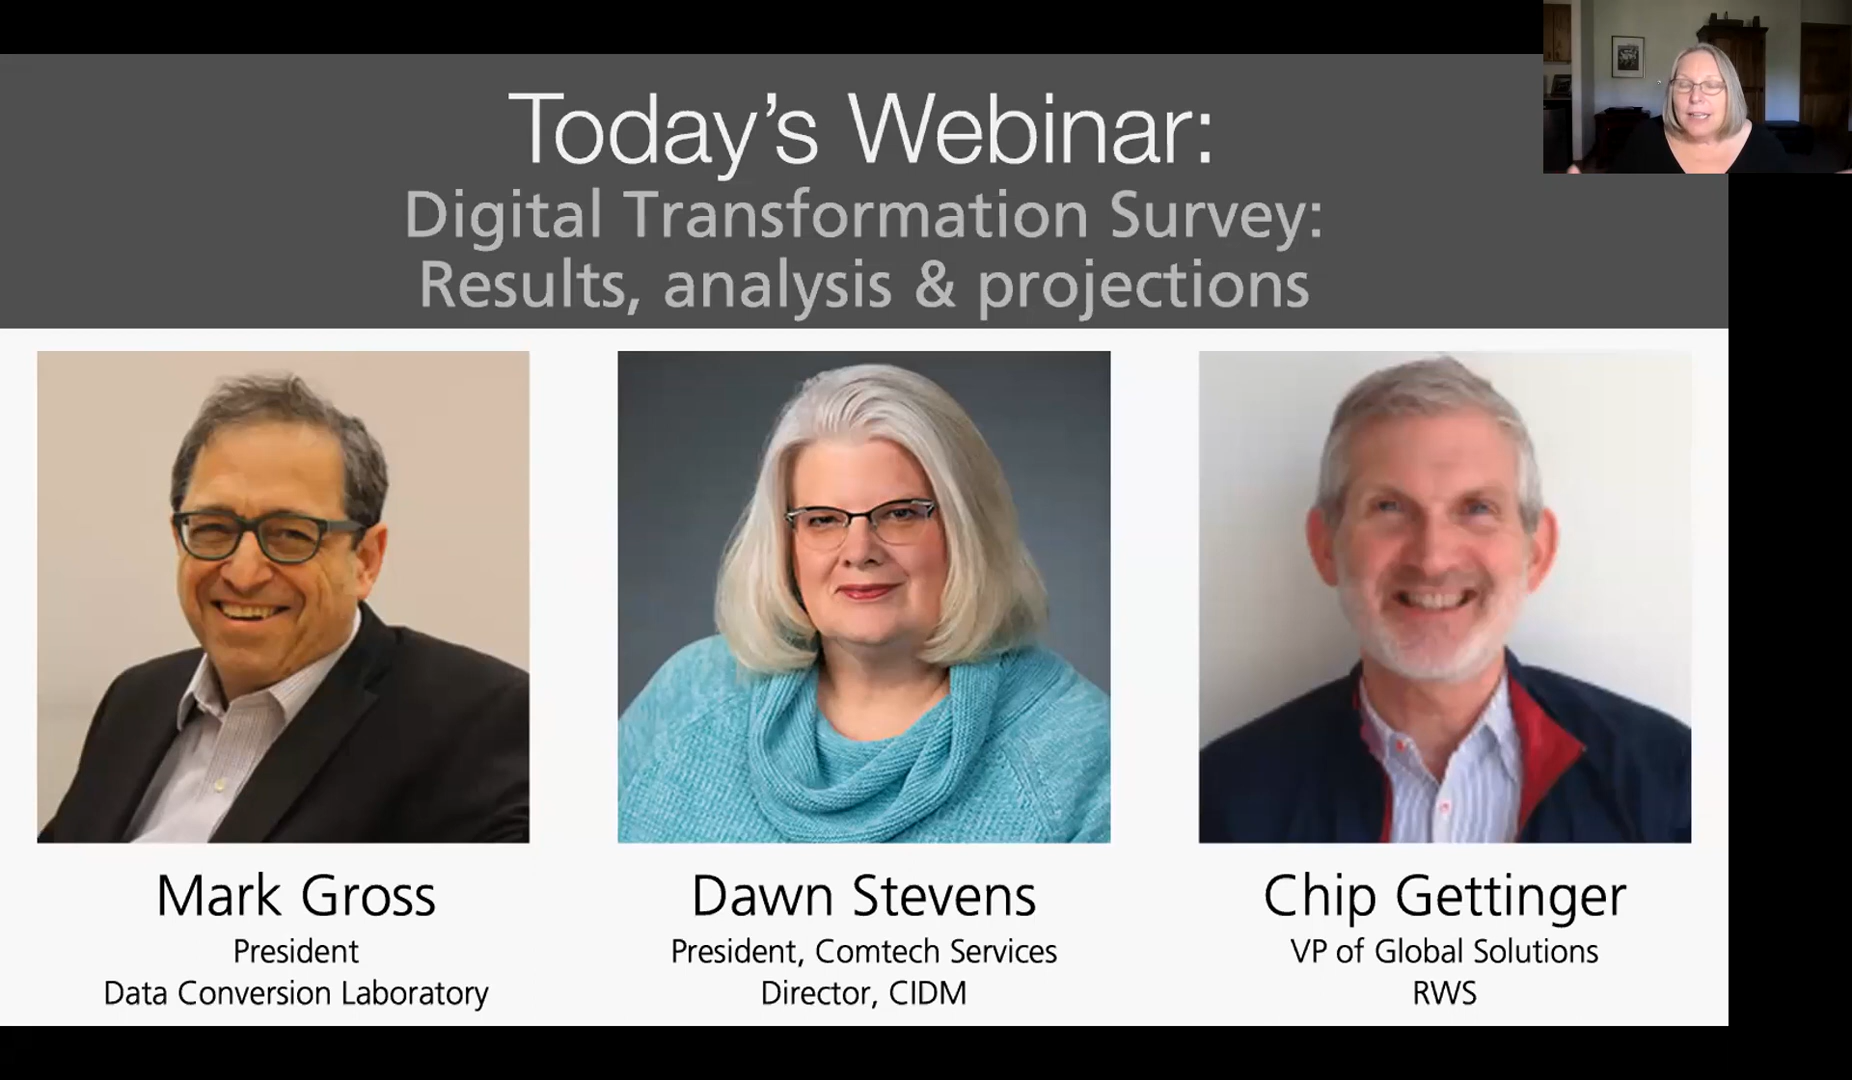 Today's Webinar:
Digital Transformation Survey:
Results, analysis & projections
Mark Gross
President
Data Conversion Laboratory
Dawn Stevens
President, Comtech Services
Director, CIDM
Chip Gettinger
VP of Global Solutions
RWS